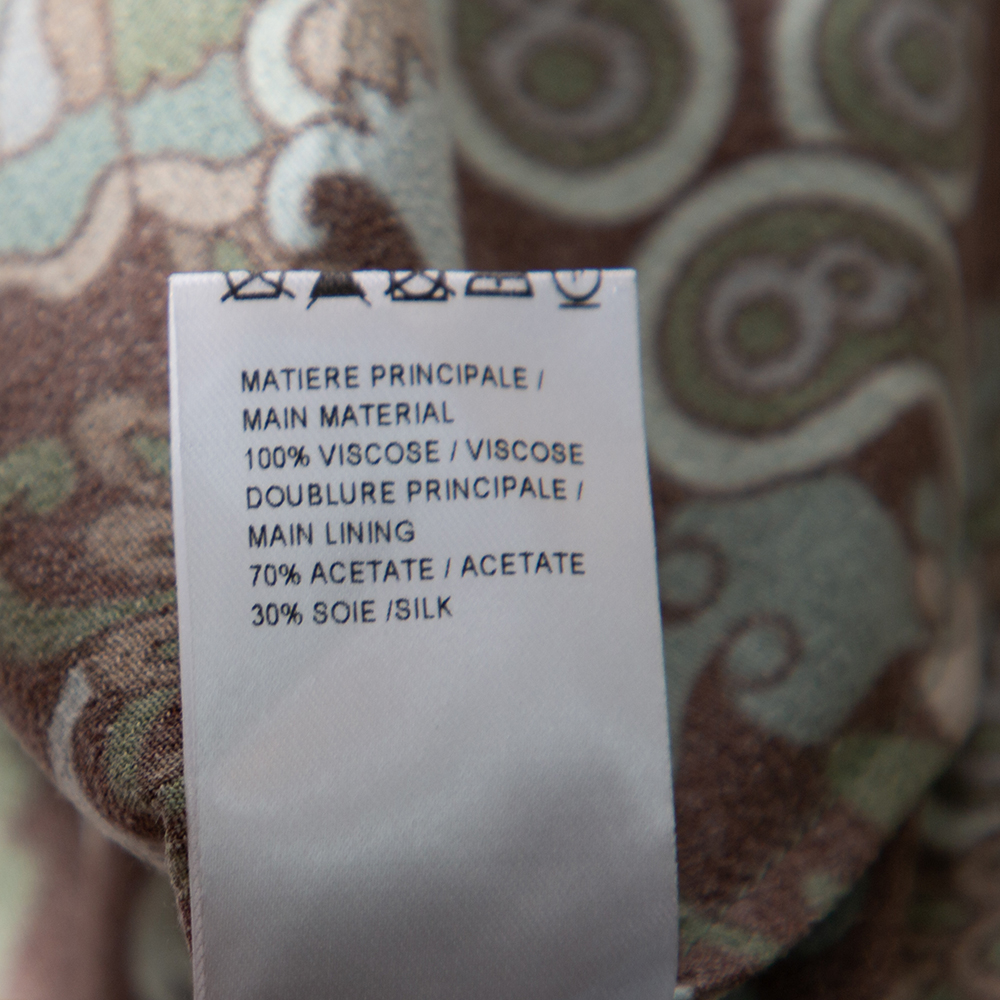 MATIERE PRINCIPALE /
MAIN MATERIAL
100% VISCOSE / VISCOSE
DOUBLURE PRINCIPALE /
MAIN LINING
70% ACETATE / ACETATE
30% SOIE /SILK